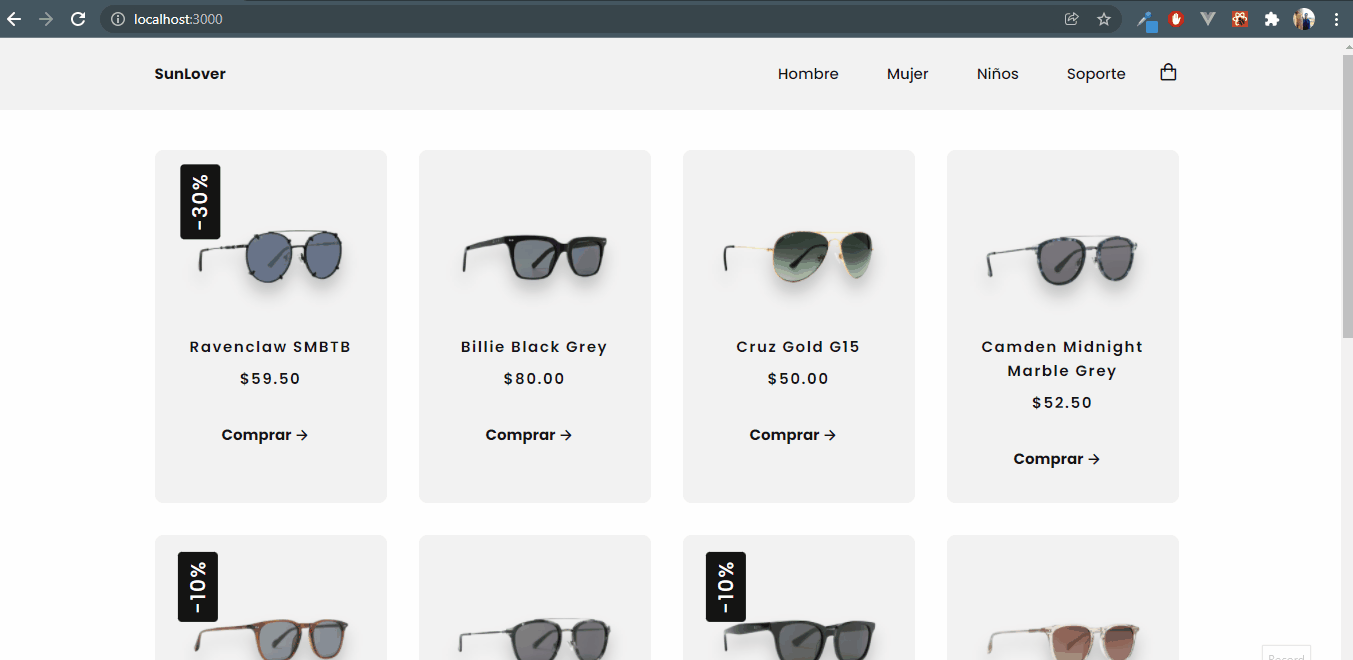 localhost:3000
SunLover
Hombre
Mujer
Niños
Soporte
-30%
Ravenclaw SMBTB
$59.50
Comprar →
Billie Black Grey
$80.00
Comprar →
Cruz Gold G15
$50.00
Comprar →
Camden Midnight
Marble Grey
$52.50
Comprar →
-10%
-10%
Record